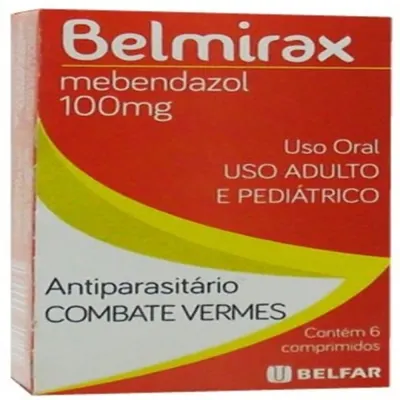 Belmirax
mebendazol
100mg
Uso Oral
USO ADULTO
E PEDIÁTRICO
Antiparasitário
COMBATE VERMES
Contém 6
comprimidos
BELFAR